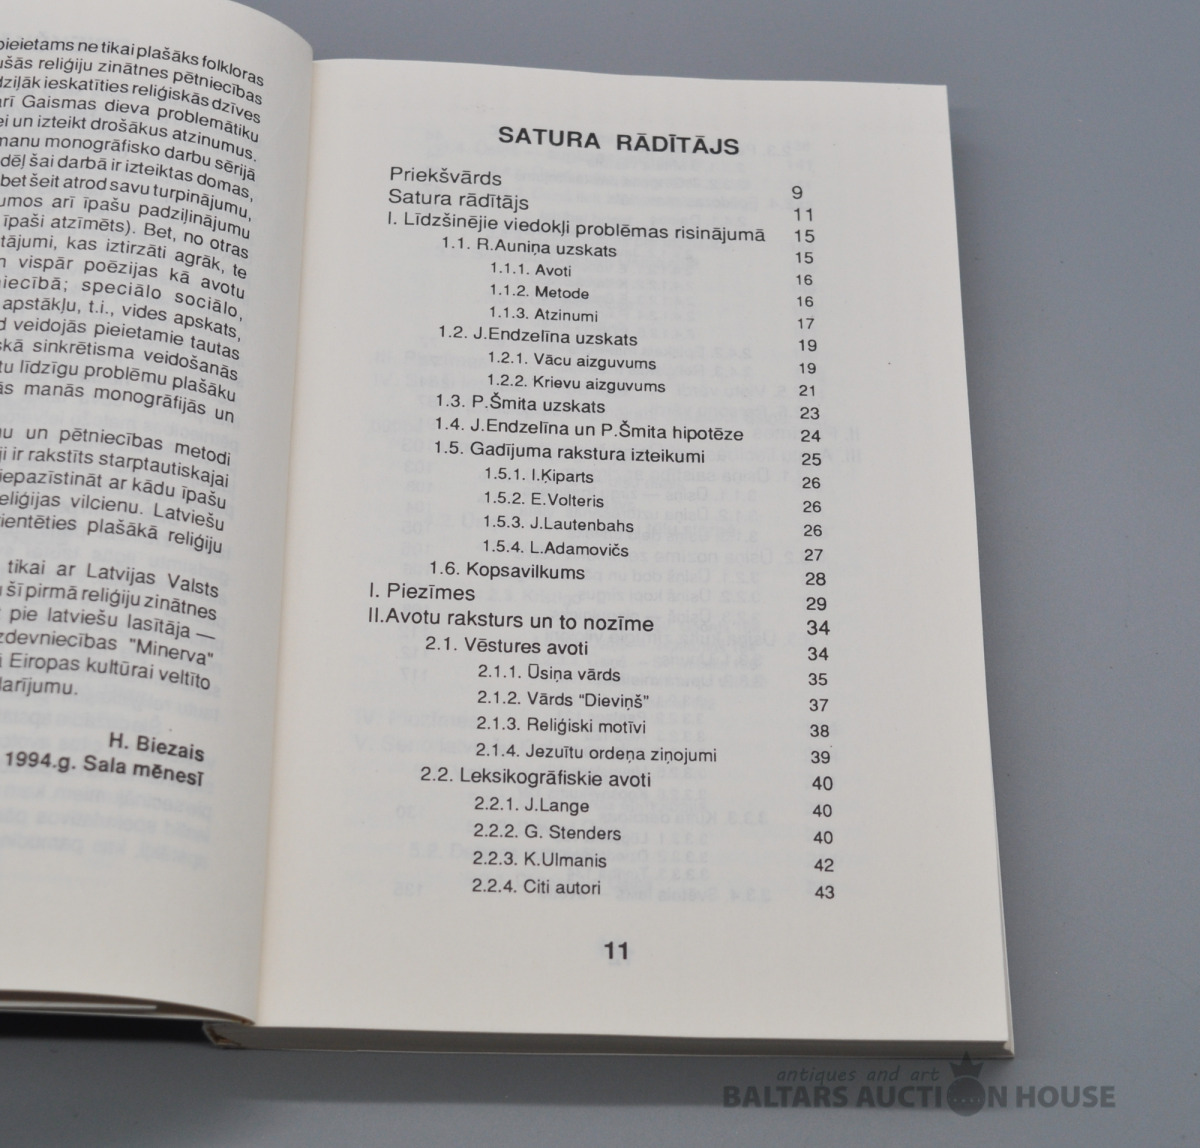 pieietams ne tikai plašāks folkloras
reliģiju zinātnes pētniecības
ieskatīties reliģiskās dzīves
arī Gaismas dieva problemātiku
un izteikt drošākus atzinumus.
monogrāfisko darbu sērijā
dēļ šai darbā ir izteiktas domas,
bet šeit atrod savu turpinājumu,
arī īpašu padziļinājumu
īpaši atzīmēts). Bet, no otras
kas iztirzāti agrāk, te
vispār poēzijas kā avotu
speciālo sociālo,
apstākļu, t.i., vides apskats,
veidojās pieietamie tautas
sinkrētisma veidošanās
līdzīgu problēmu plašāku
manās monogrāfijās un
un pētniecības metodi
ir rakstīts starptautiskajai
iepazīstināt ar kādu īpašu
reliģijas vilcienu. Latviešu
plašākā reliģiju
tikai ar Latvijas Valsts
šī pirmā reliģiju zinātnes
pie latviešu lasītāja —
"Minerva"
Eiropas kultūrai veltīto
H. Biezais
1994.g. Sala mēnesī
SATURA RĀDĪTĀJS
Priekšvārds 9
Satura rādītājs 11
I. Līdzšinējie viedokļi problēmas risinājumā 15
1.1. R.Auniņa uzskats 15
1.1.1. Avoti 16
1.1.2. Metode 16
1.1.3. Atzinumi 17
1.2. J.Endzelīna uzskats 19
1.2.1. Vācu aizguvums 19
1.2.2. Krievu aizguvums 21
1.3. P.Šmita uzskats 23
1.4. J.Endzelīna un P.Šmita hipotēze 24
1.5. Gadījuma rakstura izteikumi 25
1.5.1. I.Ķiparts 26
1.5.2. E.Volteris 26
1.5.3. J.Lautenbahs 26
1.5.4. L.Adamovičs 27
1.6. Kopsavilkums 28
I. Piezīmes 29
II.Avotu raksturs un to nozīme 34
2.1. Vēstures avoti 34
2.1.1. Ūsiņa vārds 35
2.1.2. Vārds "Dieviņš" 37
2.1.3. Reliģiski motīvi 38
2.1.4. Jezuītu ordeņa ziņojumi 39
2.2. Leksikogrāfiskie avoti 40
2.2.1. J.Lange 40
2.2.2. G. Stenders 40
2.2.3. K.Ulmanis 42
2.2.4. Citi autori 43
11
antiques and art
BALTARS AUCTION HOUSE